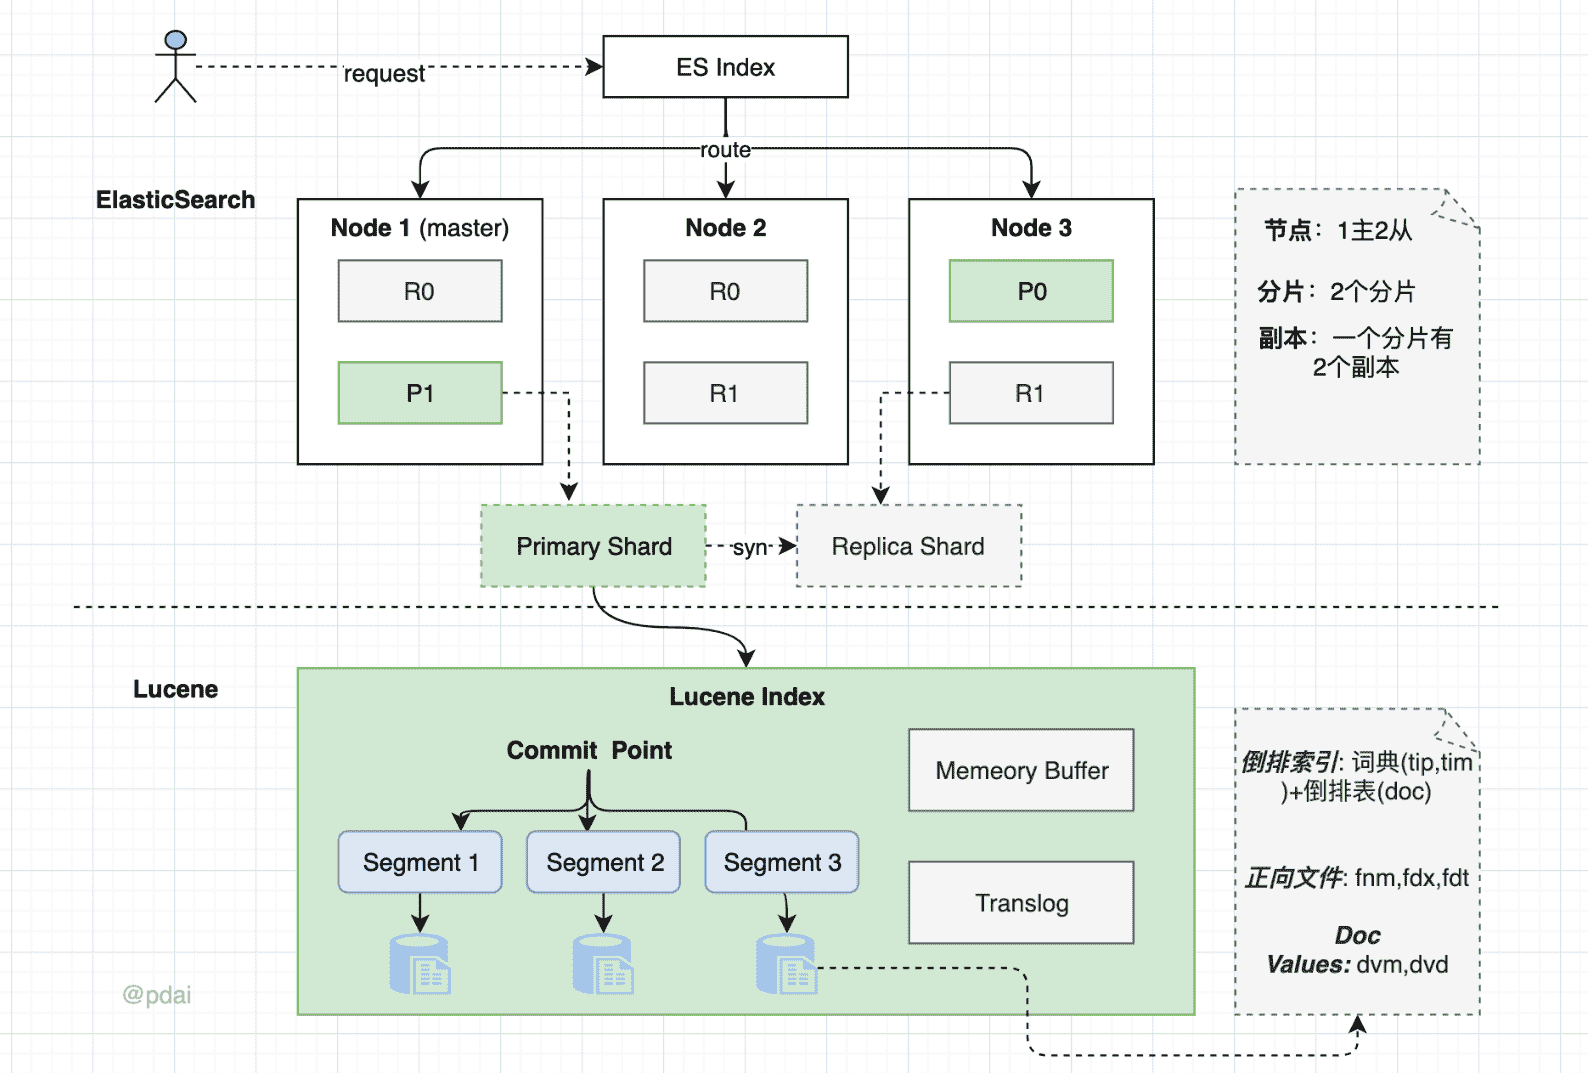 request
ES Index
route
ElasticSearch
Node 1 (master)
R0
P1
Node 2
R0
R1
Node 3
P0
R1
节点：1主2从
分片：2个分片
副本：一个分片有
2个副本
Primary Shard
syn
Replica Shard
Lucene
Lucene Index
Commit Point
Segment 1
Segment 2
Segment 3
Memeory Buffer
Translog
倒排索引: 词典(tip,tim
)+倒排表(doc)
正向文件: fnm,fdx,fdt
Doc
Values: dvm,dvd
@pdai